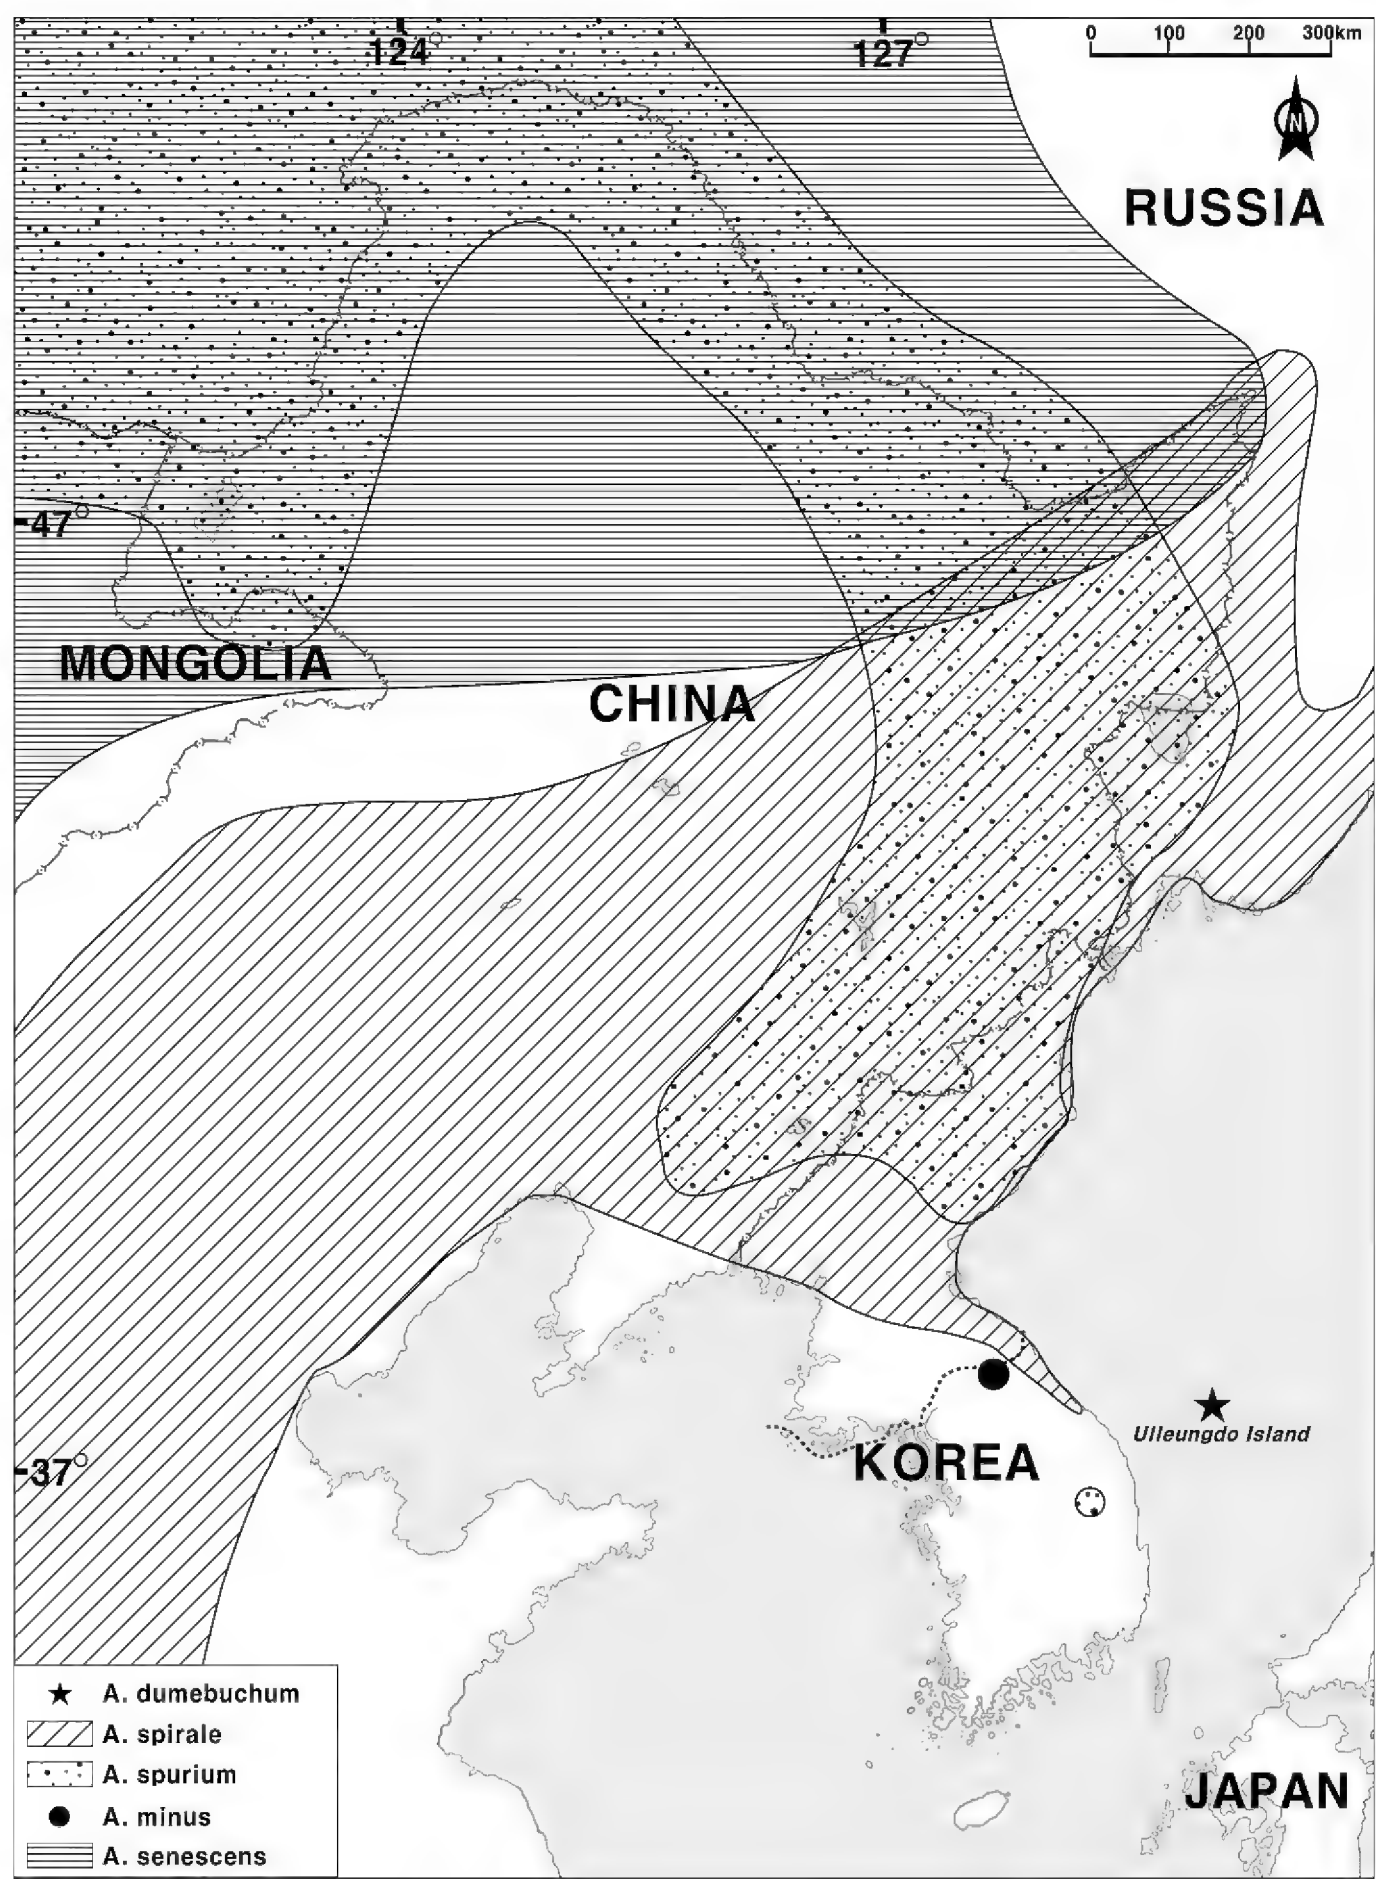 0 100 200 300km
124° 127°
N
RUSSIA
47°
MONGOLIA
CHINA
Ulleungdo Island
KOREA
37°
A. dumebuchum
A. spirale
A. spurium
A. minus
A. senescens
JAPAN